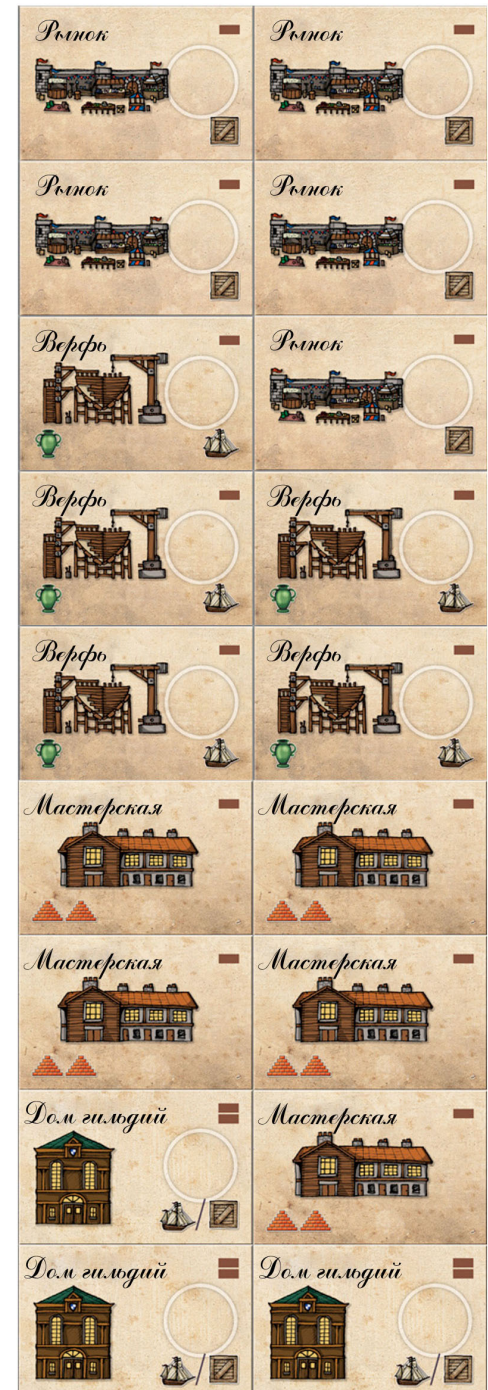 Рынок Рынок
Рынок Рынок
Верфь Рынок
Верфь Верфь
Верфь Верфь
Мастерская Мастерская
Мастерская Мастерская
Дом гильдий Мастерская
Дом гильдий Дом гильдий